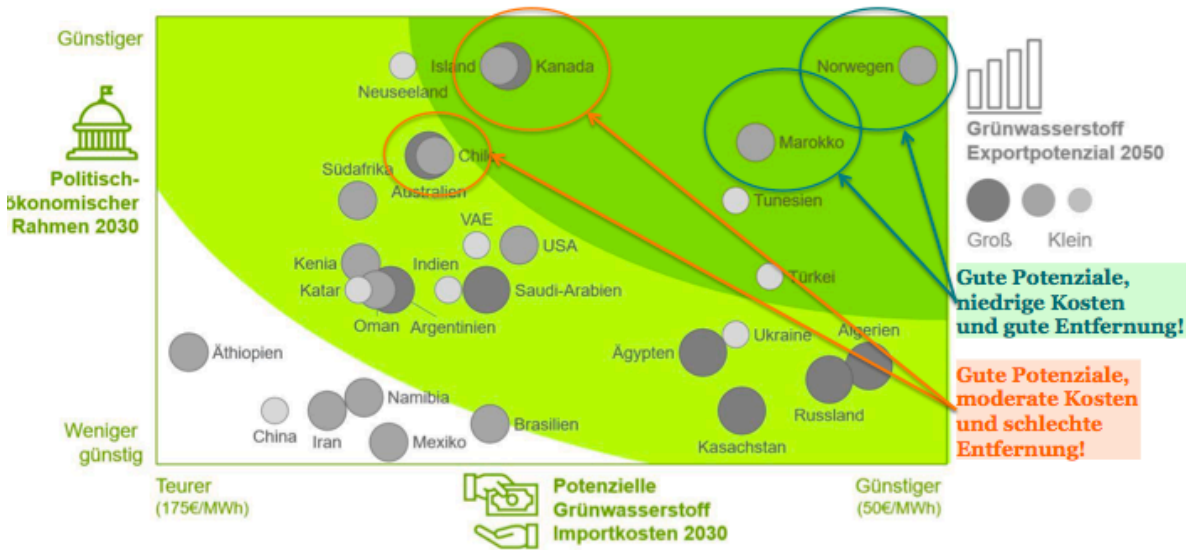 Günstiger
Politisch-
ökonomischer
Rahmen 2030
Weniger
günstig
Neuseeland
Island
Kanada
Norwegen
Marokko
Chile
Australien
Südafrika
Tunesien
VAE
USA
Kenia
Indien
Katar
Saudi-Arabien
Türkei
Oman
Argentinien
Ukraine
Algerien
Ägypten
Äthiopien
Namibia
Russland
China
Iran
Mexiko
Brasilien
Kasachstan
Teurer
(175€/MWh)
Potenzielle
Grünwasserstoff
Importkosten 2030
Günstiger
(50€/MWh)
Grünwasserstoff
Exportpotenzial 2050
Groß Klein
Gute Potenziale,
niedrige Kosten
und gute Entfernung!
Gute Potenziale,
moderate Kosten
und schlechte
Entfernung!